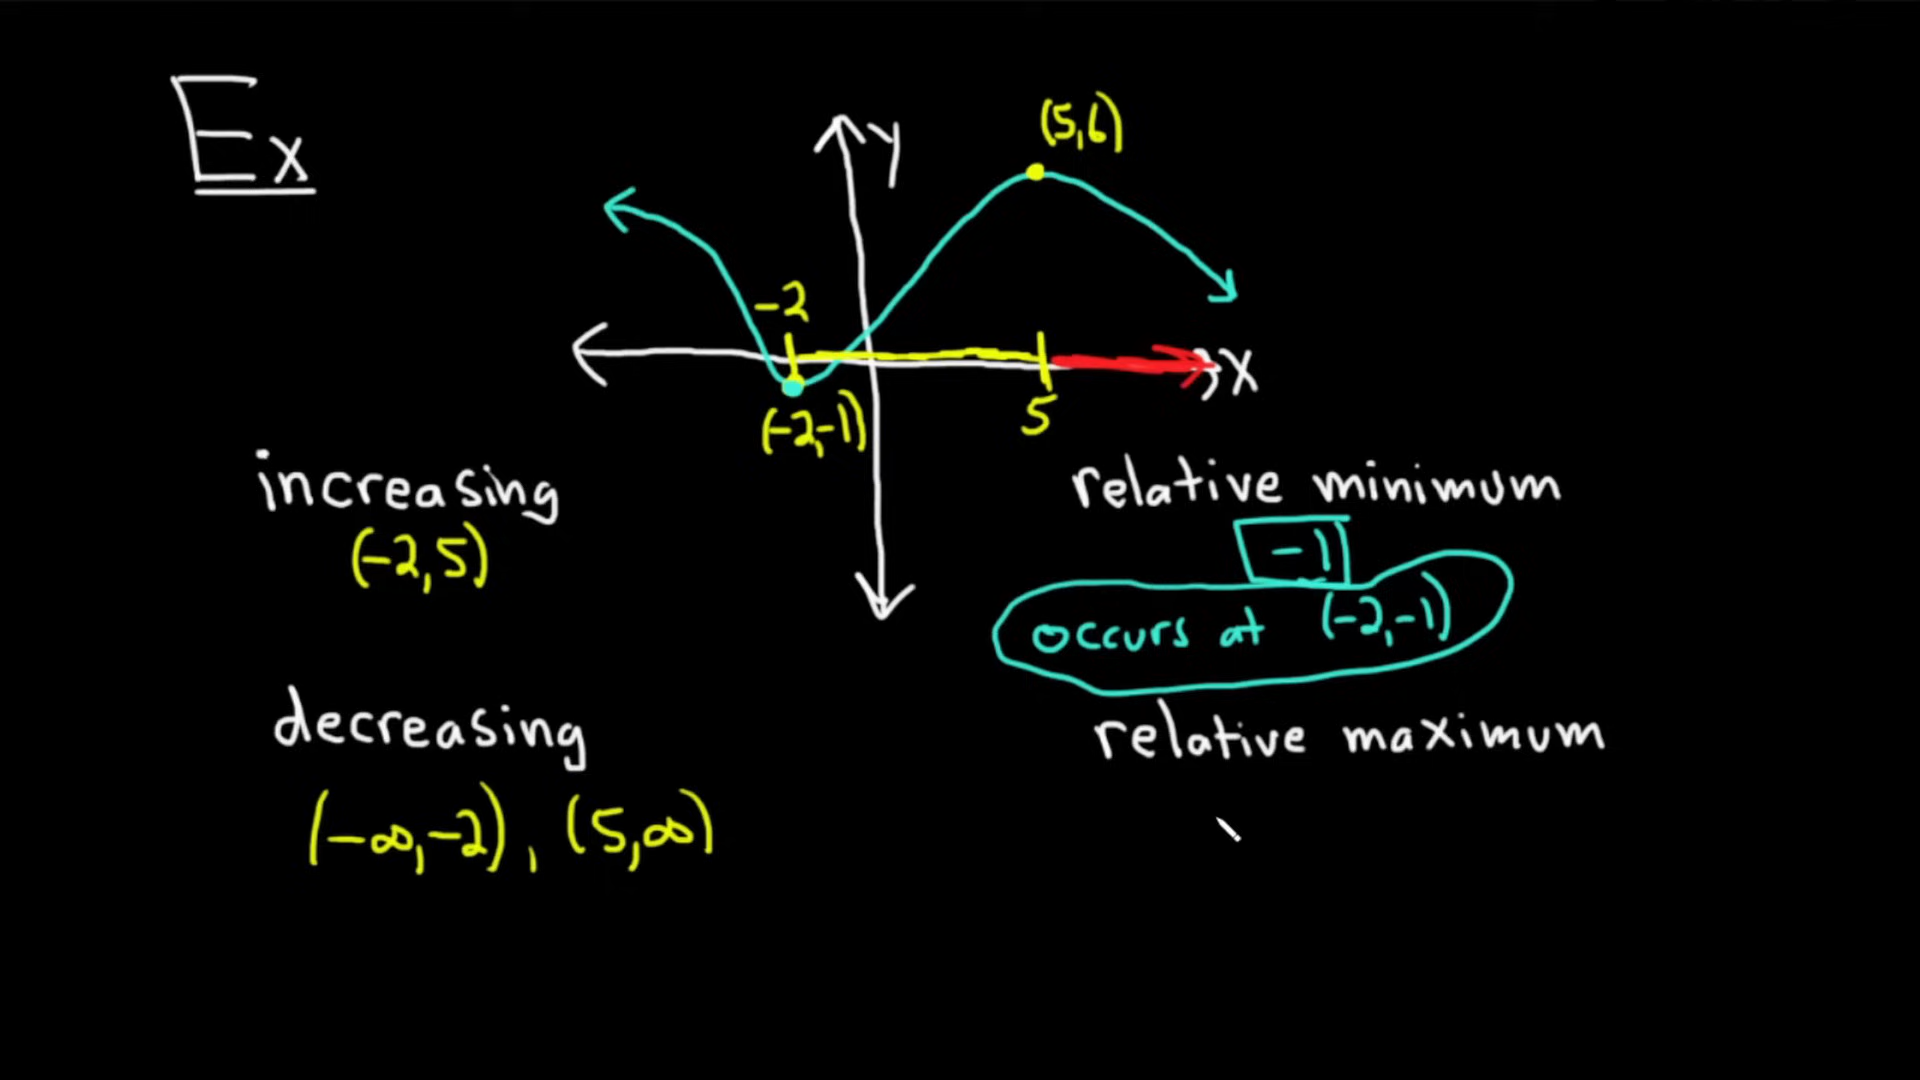 Ex
y
(5,6)
-2
x
5
(-2,-1)
increasing
(-2,5)
decreasing
(-∞,-2), (5,∞)
relative minimum
-1
occurs at (-2,-1)
relative maximum